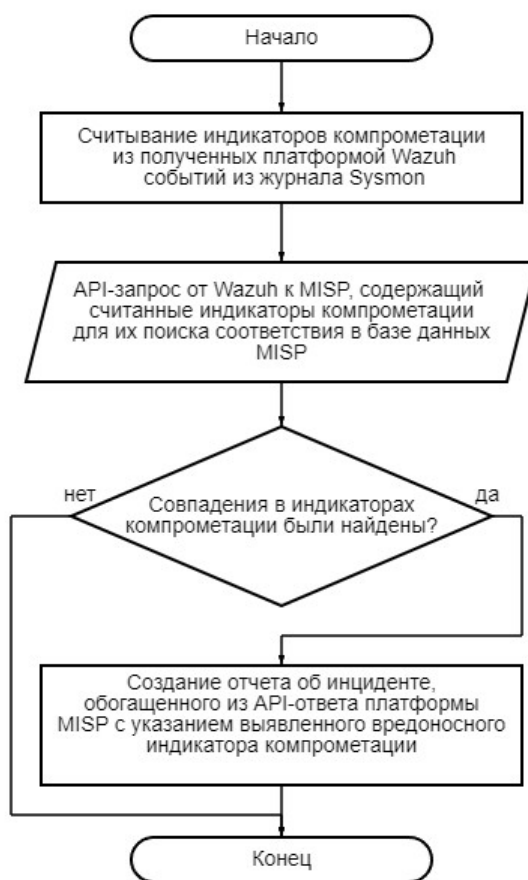 Начало
Считывание индикаторов компрометации
из полученных платформой Wazuh
событий из журнала Sysmon
API-запрос от Wazuh к MISP, содержащий
считанные индикаторы компрометации
для их поиска соответствия в базе данных
MISP
нет
да
Совпадения в индикаторах
компрометации были найдены?
Создание отчета об инциденте,
обогащенного из API-ответа платформы
MISP с указанием выявленного вредоносного
индикатора компрометации
Конец